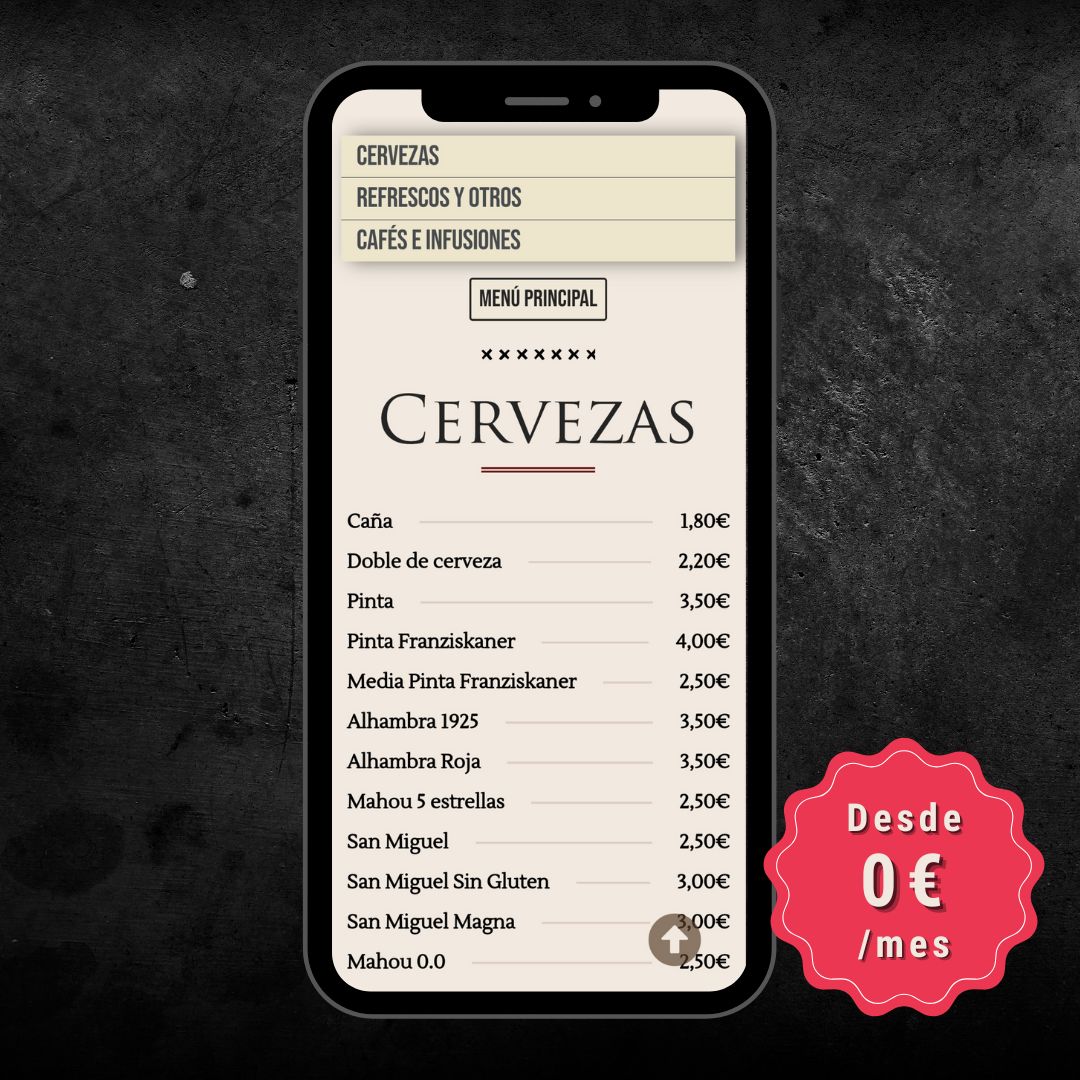 CERVEZAS
REFRESCOS Y OTROS
CAFÉS E INFUSIONES
MENÚ PRINCIPAL
CERVEZAS
Caña 1,80€
Doble de cerveza 2,20€
Pinta 3,50€
Pinta Franziskaner 4,00€
Media Pinta Franziskaner 2,50€
Alhambra 1925 3,50€
Alhambra Roja 3,50€
Mahou 5 estrellas 2,50€
San Miguel 2,50€
San Miguel Sin Gluten 3,00€
San Miguel Magna 3,00€
Mahou 0.0 2,50€
Desde
0€
/mes